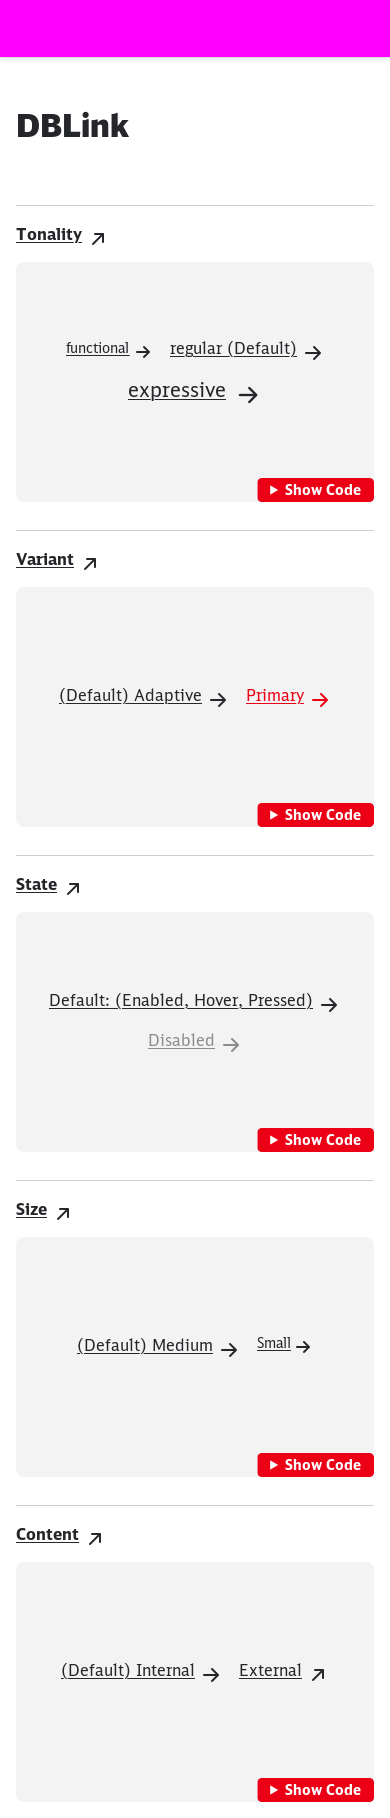 DBLink
Tonality
functional regular (Default)
expressive
Show Code
Variant
(Default) Adaptive Primary
Show Code
State
Default: (Enabled, Hover, Pressed)
Disabled
Show Code
Size
(Default) Medium Small
Show Code
Content
(Default) Internal External
Show Code